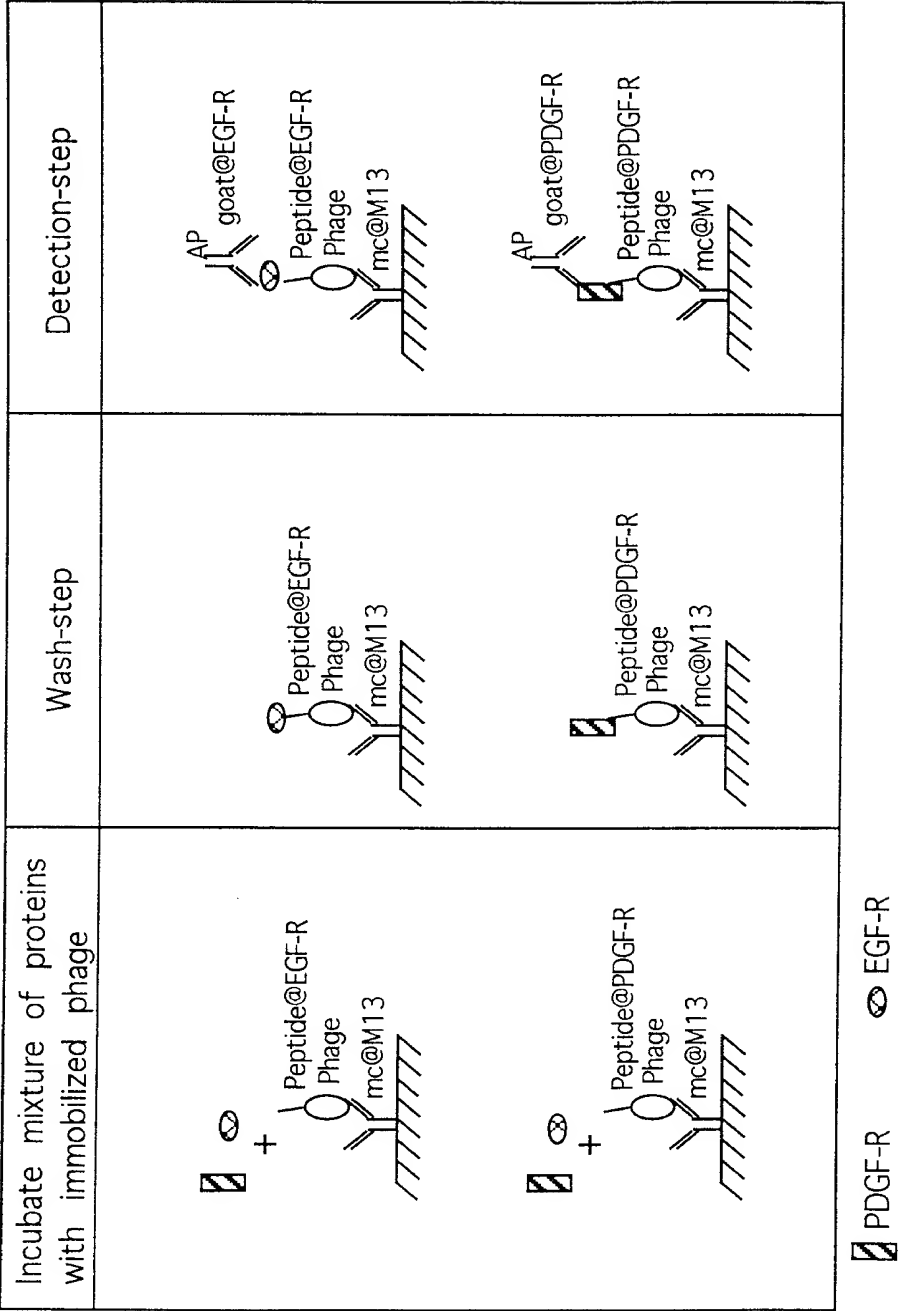 Incubate mixture of proteins
with immobilized phage
Wash-step
Detection-step
Peptide@EGF-R
Phage
mc@M13
Peptide@EGF-R
Phage
mc@M13
AP
goat@EGF-R
Peptide@EGF-R
Phage
mc@M13
+
+
Peptide@PDGF-R
Phage
mc@M13
Peptide@PDGF-R
Phage
mc@M13
AP
goat@PDGF-R
Peptide@PDGF-R
Phage
mc@M13
PDGF-R
EGF-R